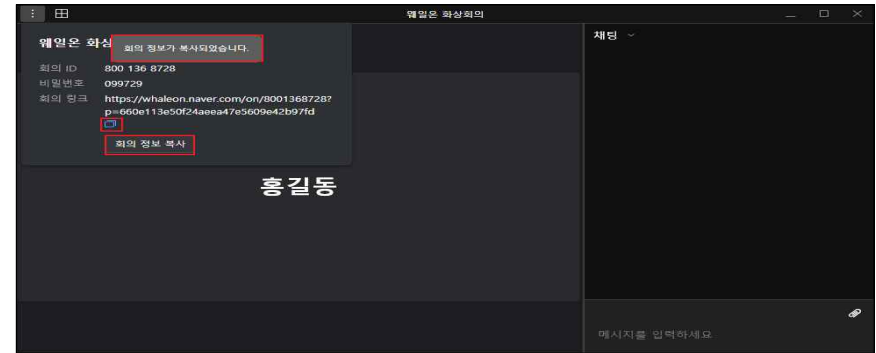 웨일온 화상회의
웨일온 화상
회의 정보가 복사되었습니다.
회의 ID 800 136 8728
비밀번호 099729
회의 링크 https://whaleon.naver.com/on/8001368728?
p=660e113e50f24aeea47e5609e42b97fd
회의 정보 복사
홍길동
채팅
메시지를 입력하세요